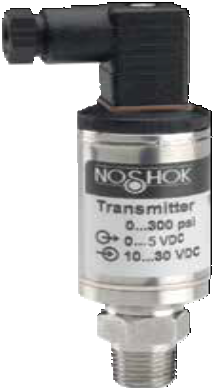 NOSHOK
Transmitter
0...300 psi
0...5 VDC
10...30 VDC